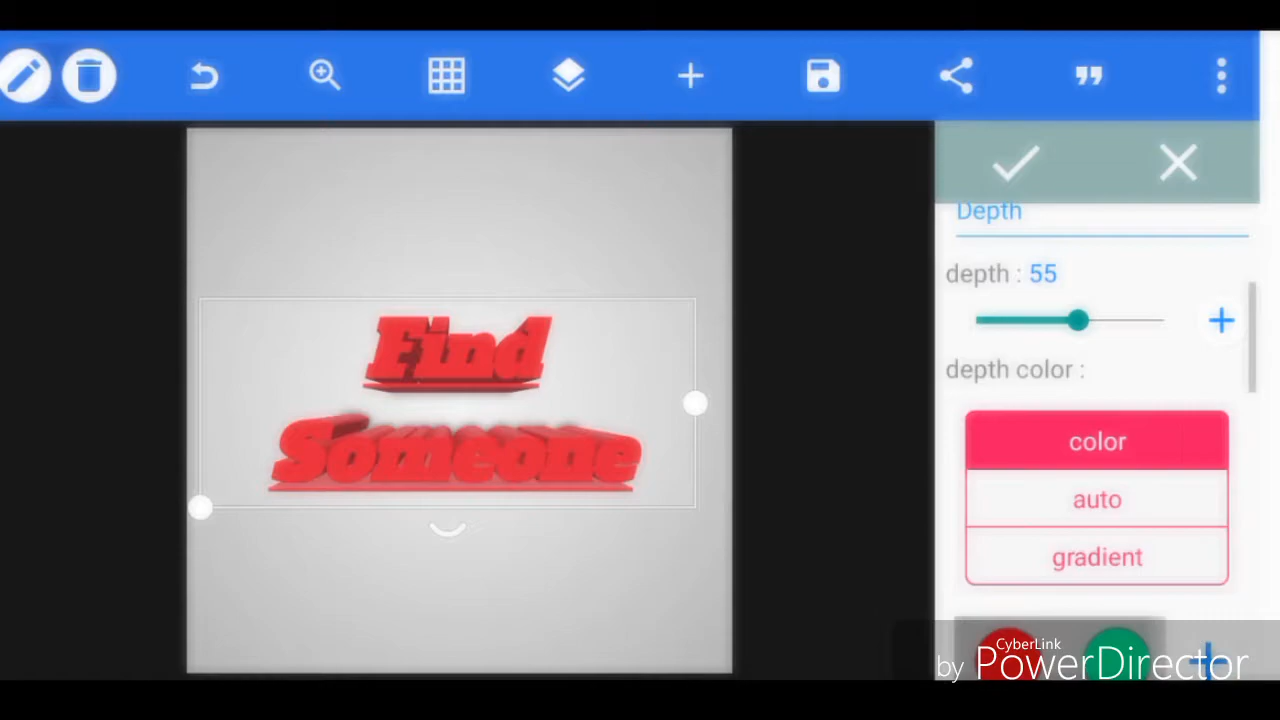 Depth
depth : 55
depth color :
color
auto
gradient
Find
Someone
CyberLink
by PowerDirector